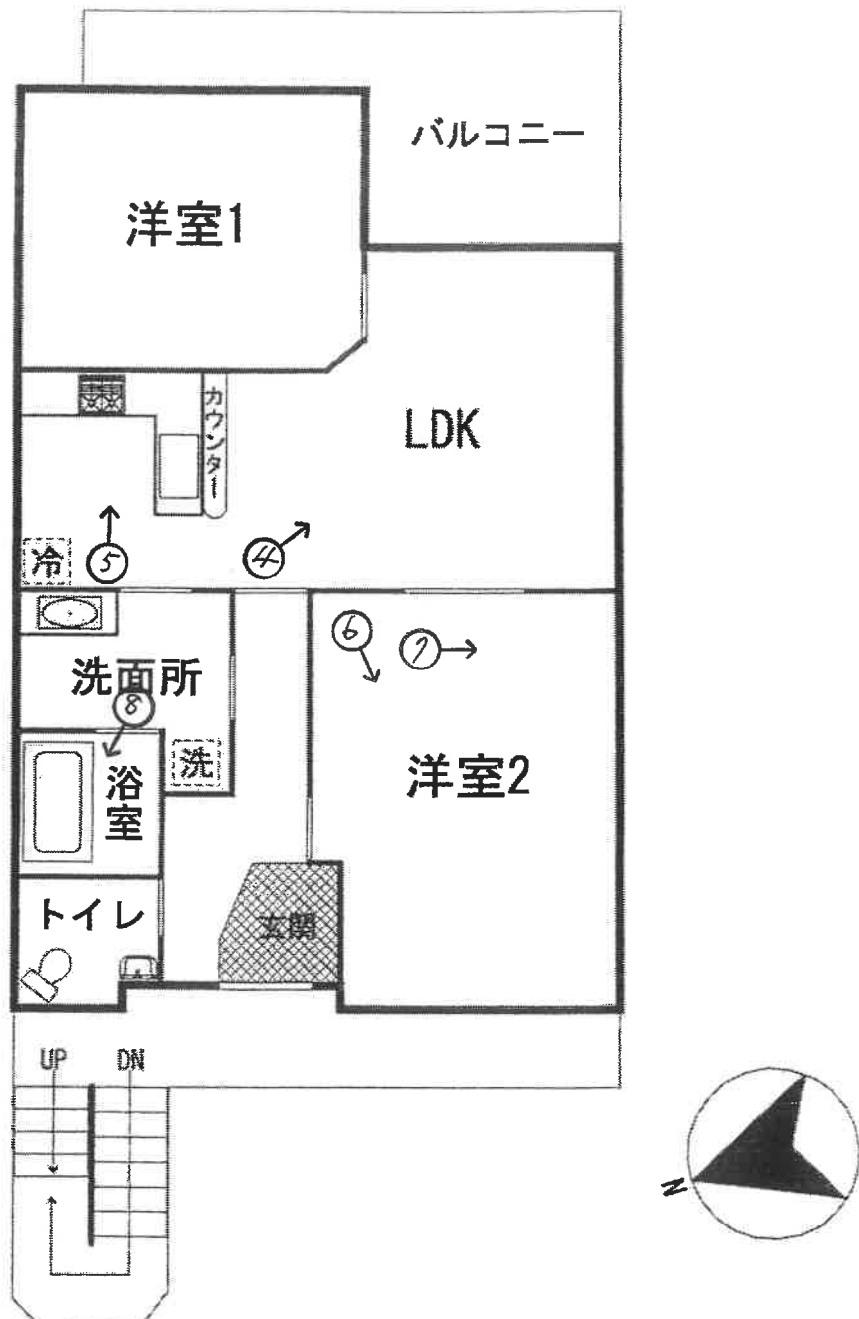 バルコニー
洋室1
カウンター
LDK
冷
⑤
④
⑥
⑦
洗面所
⑧
洗
浴室
洋室2
トイレ
玄関
UP
DN
N